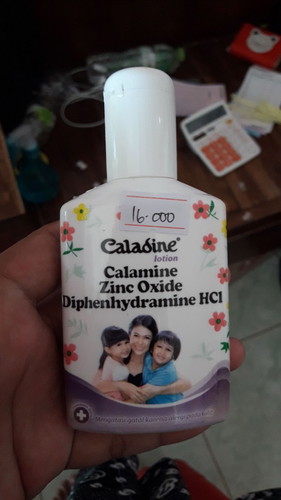 16-000
Caladine®
lotion
Calamine
Zinc Oxide
Diphenhydramine HCl